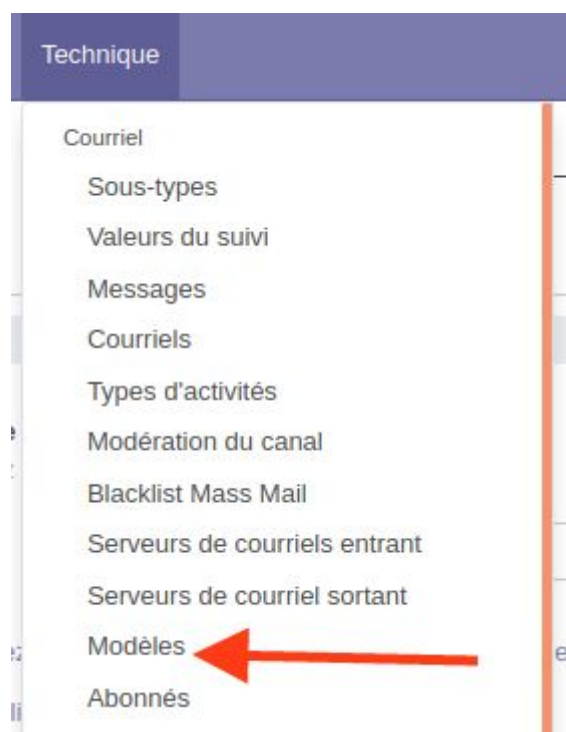 Technique
Courriel
Sous-types
Valeurs du suivi
Messages
Courriels
Types d'activités
Modération du canal
Blacklist Mass Mail
Serveurs de courriels entrant
Serveurs de courriel sortant
Modèles
Abonnés